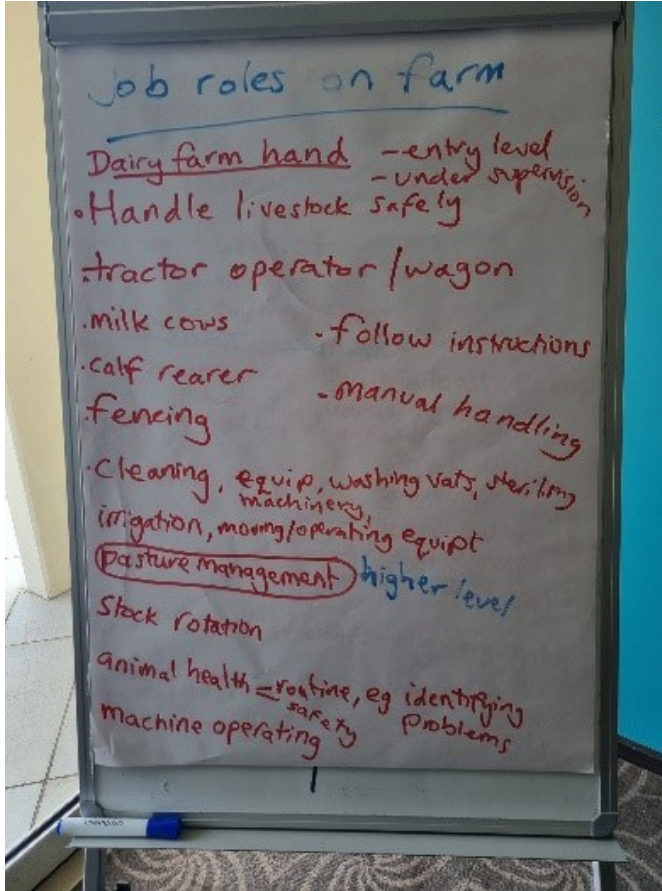 Job roles on farm
Dairy farm hand - entry level
- under supervision
• Handle livestock safely
• tractor operator / wagon
• milk cows
• follow instructions
• calf rearer
- manual handling
• fencing
• Cleaning, equip, washing vats,
machinery,
irrigation, moving/operating equipt
pasture management higher level
Stock rotation
animal health = routine, eg identifying
problems
safety
machine operating